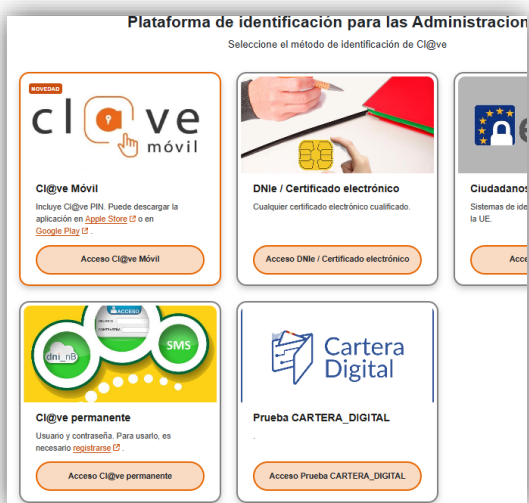 Plataforma de identificación para las Administracion
Seleccione el método de identificación de Cl@ve
NOVEDAD
cl@ve
móvil
Cl@ve Móvil
Incluye Cl@ve PIN. Puede descargar la
aplicación en Apple Store o en
Google Play .
Acceso Cl@ve Móvil
DNIe / Certificado electrónico
Cualquier certificado electrónico cualificado.
Acceso DNIe / Certificado electrónico
Ciudadanos
Sistemas de ide
la UE.
Acce
ACCESO
dni_nB
SMS
Cl@ve permanente
Usuario y contraseña. Para usarlo, es
necesario registrarse .
Acceso Cl@ve permanente
Cartera
Digital
Prueba CARTERA_DIGITAL
.
Acceso Prueba CARTERA_DIGITAL